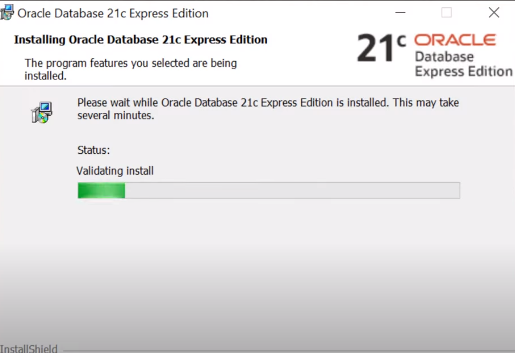 Oracle Database 21c Express Edition
Installing Oracle Database 21c Express Edition
The program features you selected are being
installed.
21c ORACLE
Database
Express Edition
Please wait while Oracle Database 21c Express Edition is installed. This may take
several minutes.
Status:
Validating install
InstallShield